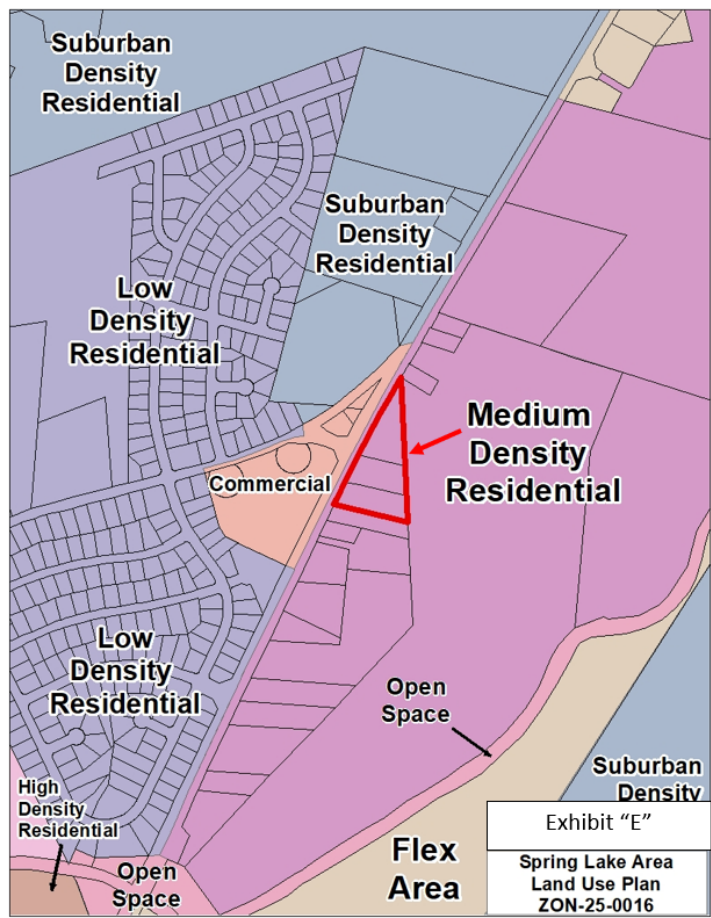 Suburban
Density
Residential
Suburban
Density
Residential
Low
Density
Residential
Medium
Density
Residential
Commercial
Low
Density
Residential
Open
Space
Suburban
Density
High
Density
Residential
Exhibit “E”
Flex
Area
Open
Space
Spring Lake Area
Land Use Plan
ZON-25-0016